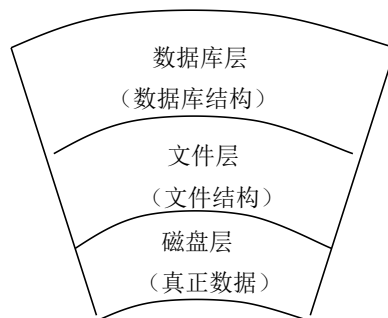 数据库层
（数据库结构）
文件层
（文件结构）
磁盘层
（真正数据）